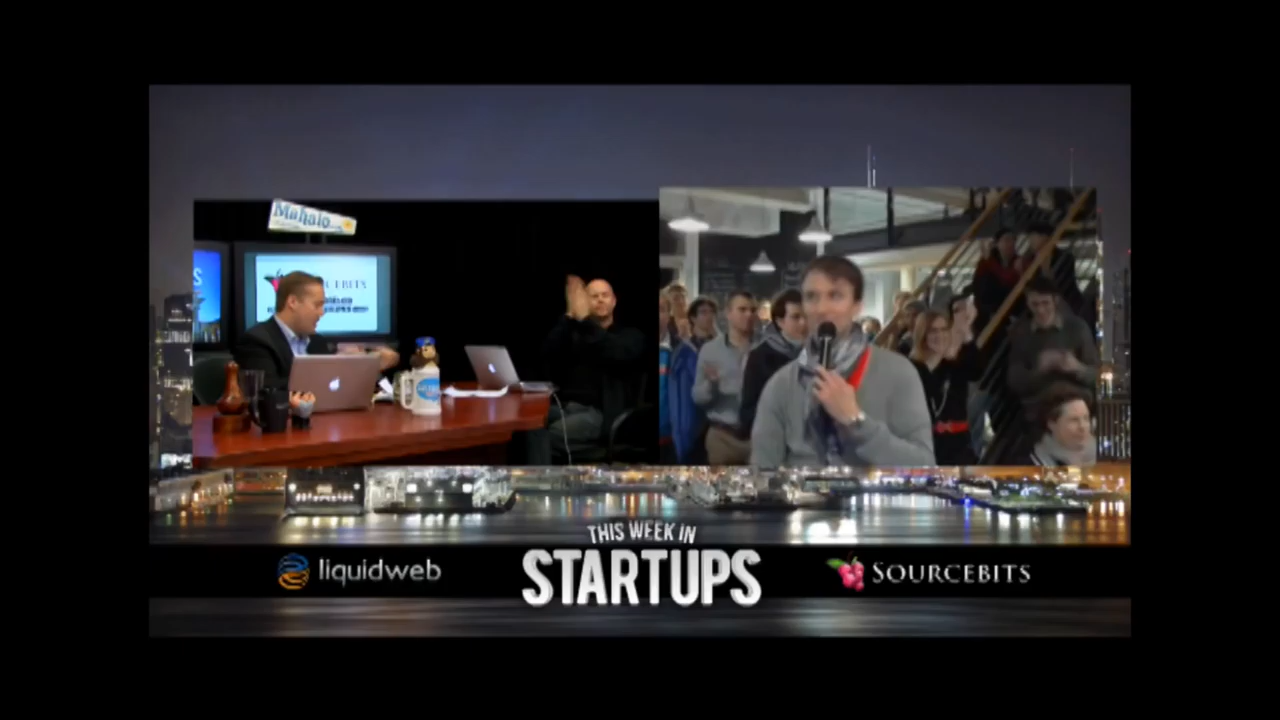 Mahalo
THIS WEEK IN
STARTUPS
liquidweb
SOURCEBITS